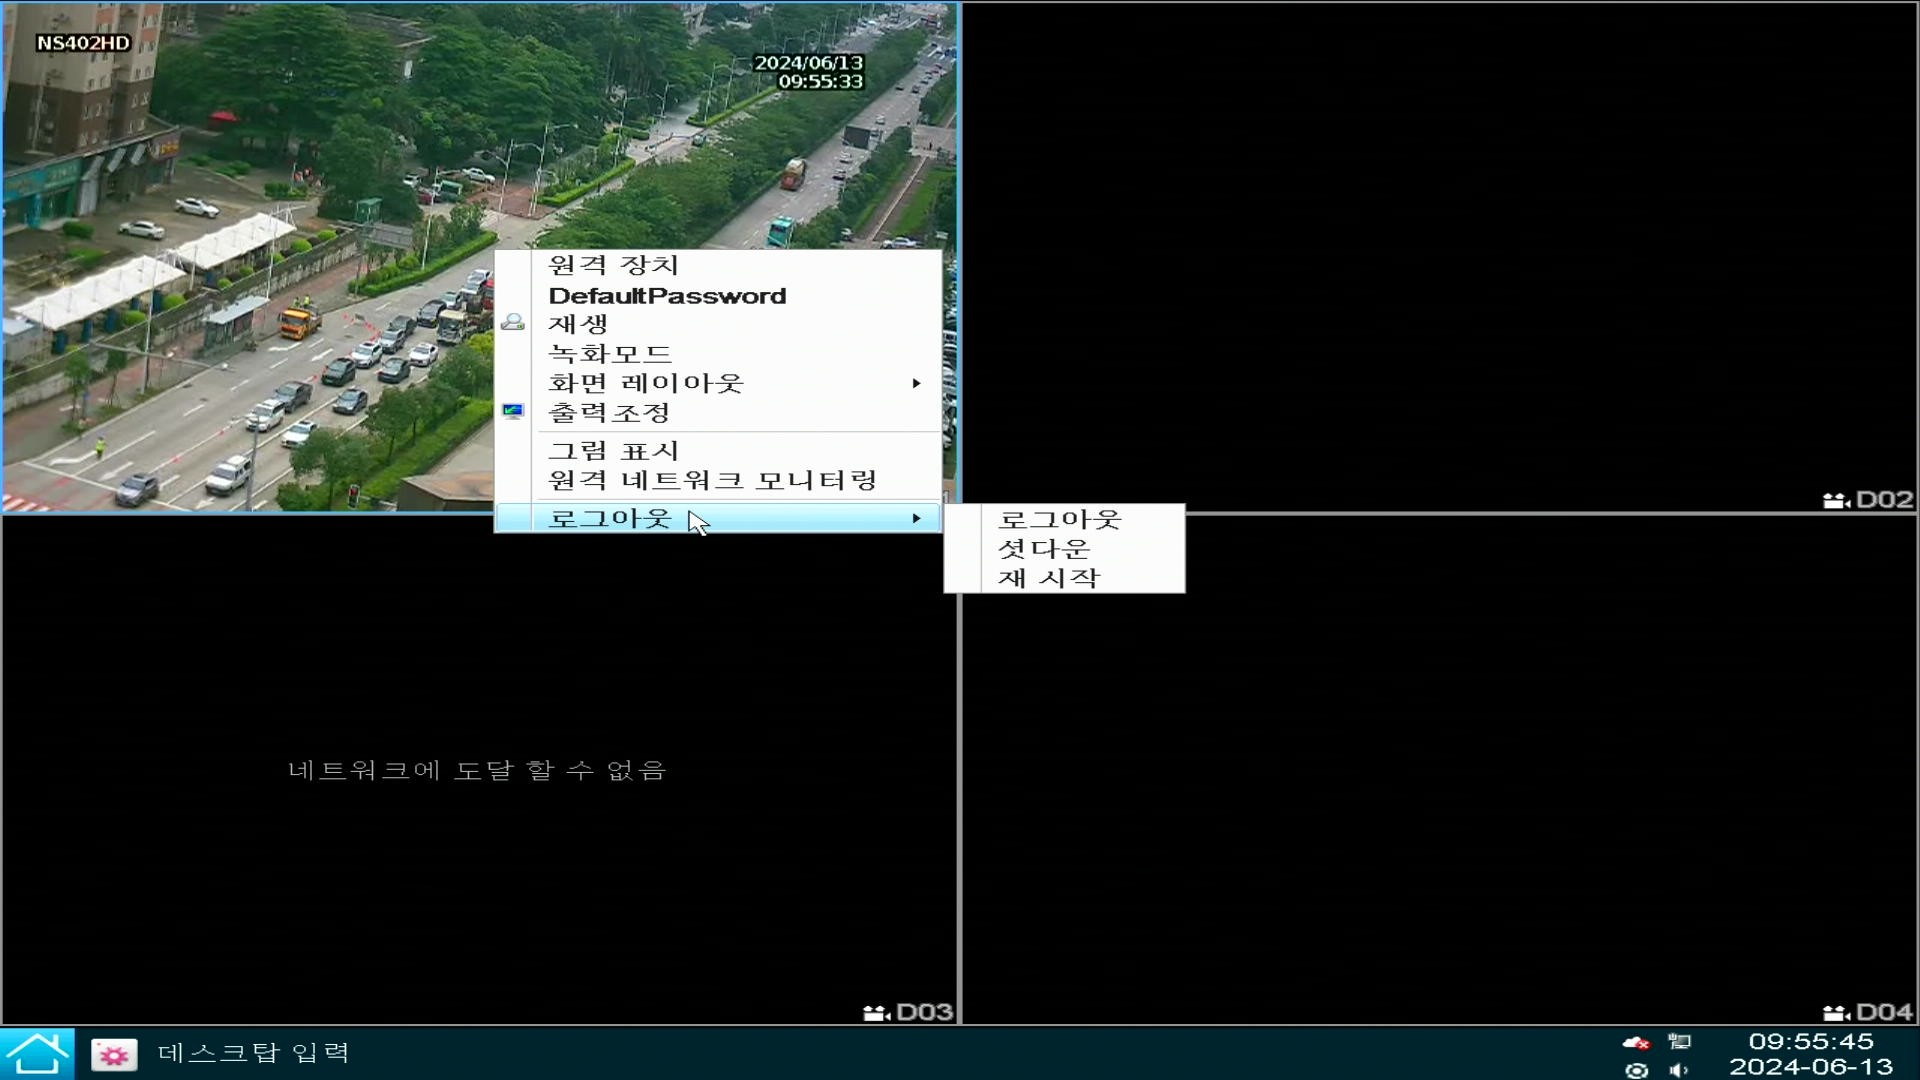 NS402HD
2024/06/13
09:55:33
원격 장치
DefaultPassword
재생
녹화모드
화면 레이아웃
출력조정
그림 표시
원격 네트워크 모니터링
로그아웃
로그아웃
셧다운
재 시작
D02
네트워크에 도달 할 수 없음
D03
D04
데스크탑 입력
09:55:45
2024-06-13